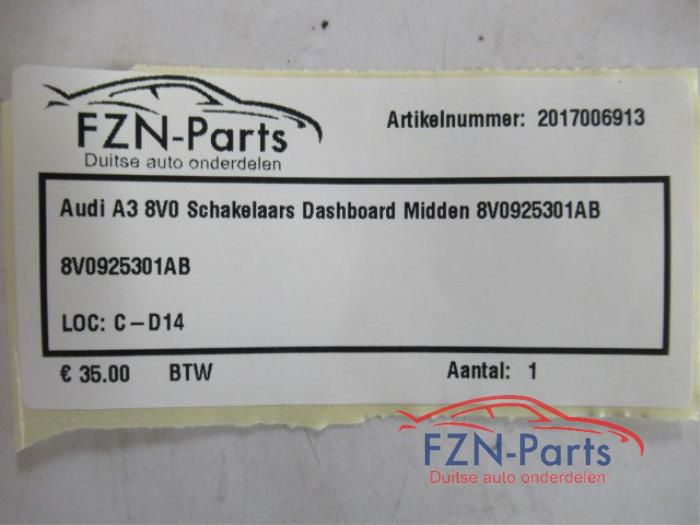 FZN-Parts
Duitse auto onderdelen
Artikelnummer: 2017006913
Audi A3 8V0 Schakelaars Dashboard Midden 8V0925301AB
8V0925301AB
LOC: C-D14
€ 35.00 BTW Aantal: 1
FZN-Parts
Duitse auto onderdelen